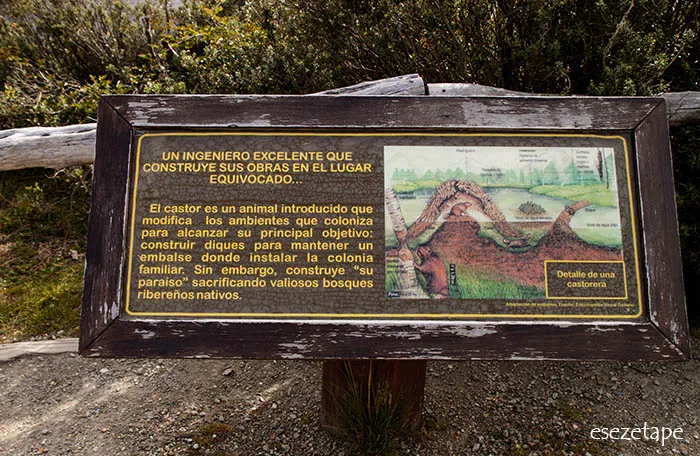 UN INGENIERO EXCELENTE QUE
CONSTRUYE SUS OBRAS EN EL LUGAR
EQUIVOCADO...
El castor es un animal introducido que
modifica los ambientes que coloniza
para alcanzar su principal objetivo:
construir diques para mantener un
embalse donde instalar la colonia
familiar. Sin embargo, construye "su
paraíso" sacrificando valiosos bosques
ribereños nativos.
Detalle de una
castorera
esezetape